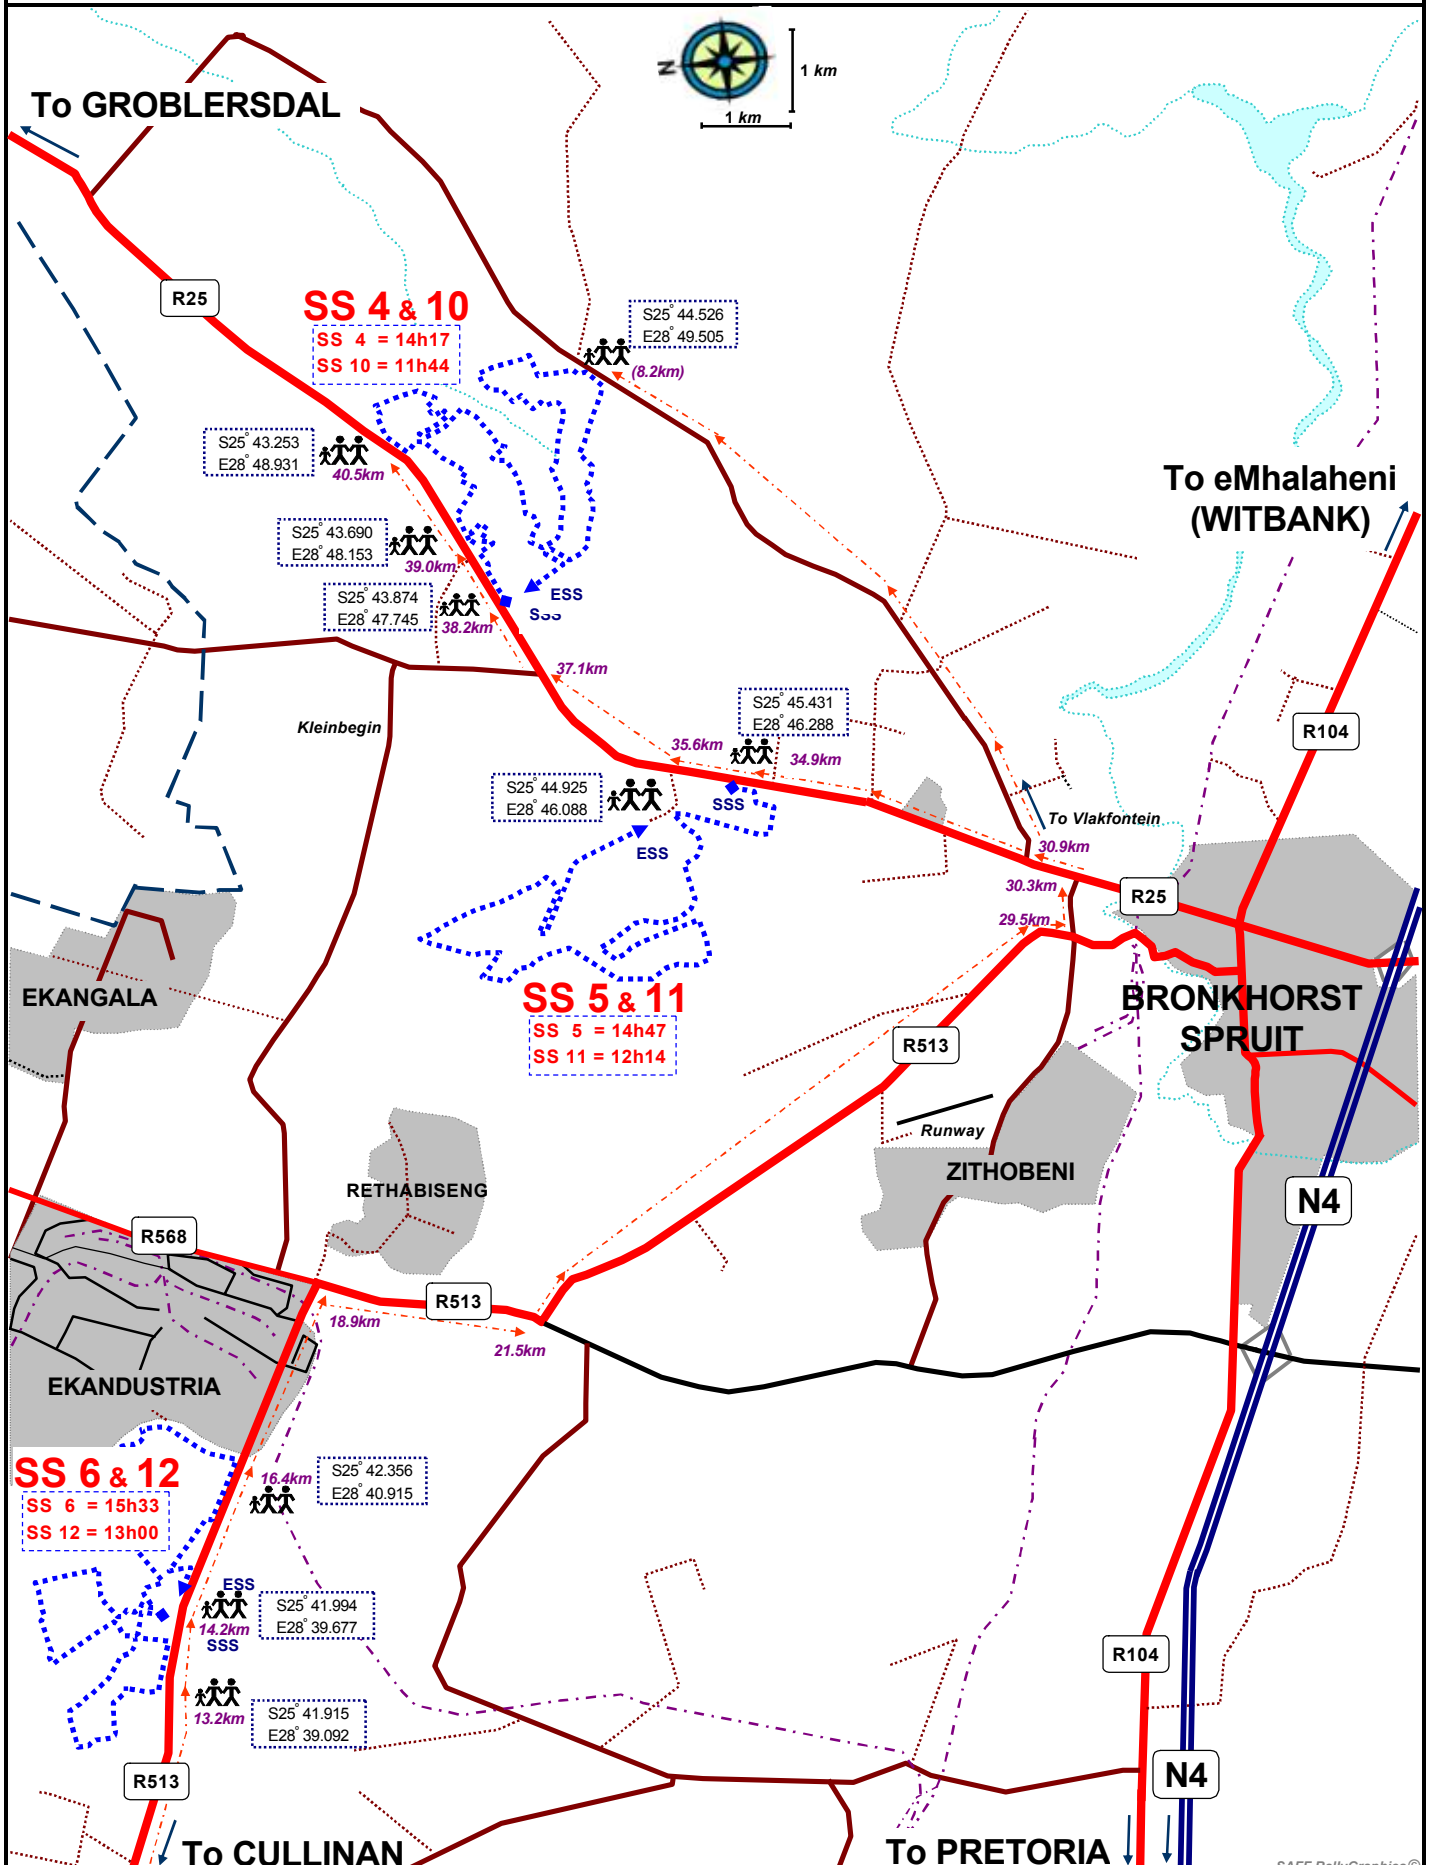 N
1 km
1 km
To GROBLERSDAL
R25
SS 4 & 10
SS 4 = 14h17
SS 10 = 11h44
S25° 44.526
E28° 49.505
(8.2km)
S25° 43.253
E28° 48.931
40.5km
To eMhalaheni
(WITBANK)
S25° 43.690
E28° 48.153
39.0km
S25° 43.874
E28° 47.745
38.2km
ESS
SSS
37.1km
Kleinbegin
S25° 45.431
E28° 46.288
R104
35.6km
34.9km
S25° 44.925
E28° 46.088
SSS
To Vlakfontein
ESS
30.9km
30.3km
R25
29.5km
EKANGALA
SS 5 & 11
SS 5 = 14h47
SS 11 = 12h14
BRONKHORST
SPRUIT
R513
Runway
ZITHOBENI
RETHABISENG
N4
R568
R513
18.9km
21.5km
EKANDUSTRIA
SS 6 & 12
SS 6 = 15h33
SS 12 = 13h00
16.4km
S25° 42.356
E28° 40.915
ESS
14.2km
SSS
S25° 41.994
E28° 39.677
R104
13.2km
S25° 41.915
E28° 39.092
R513
N4
To CULLINAN
To PRETORIA